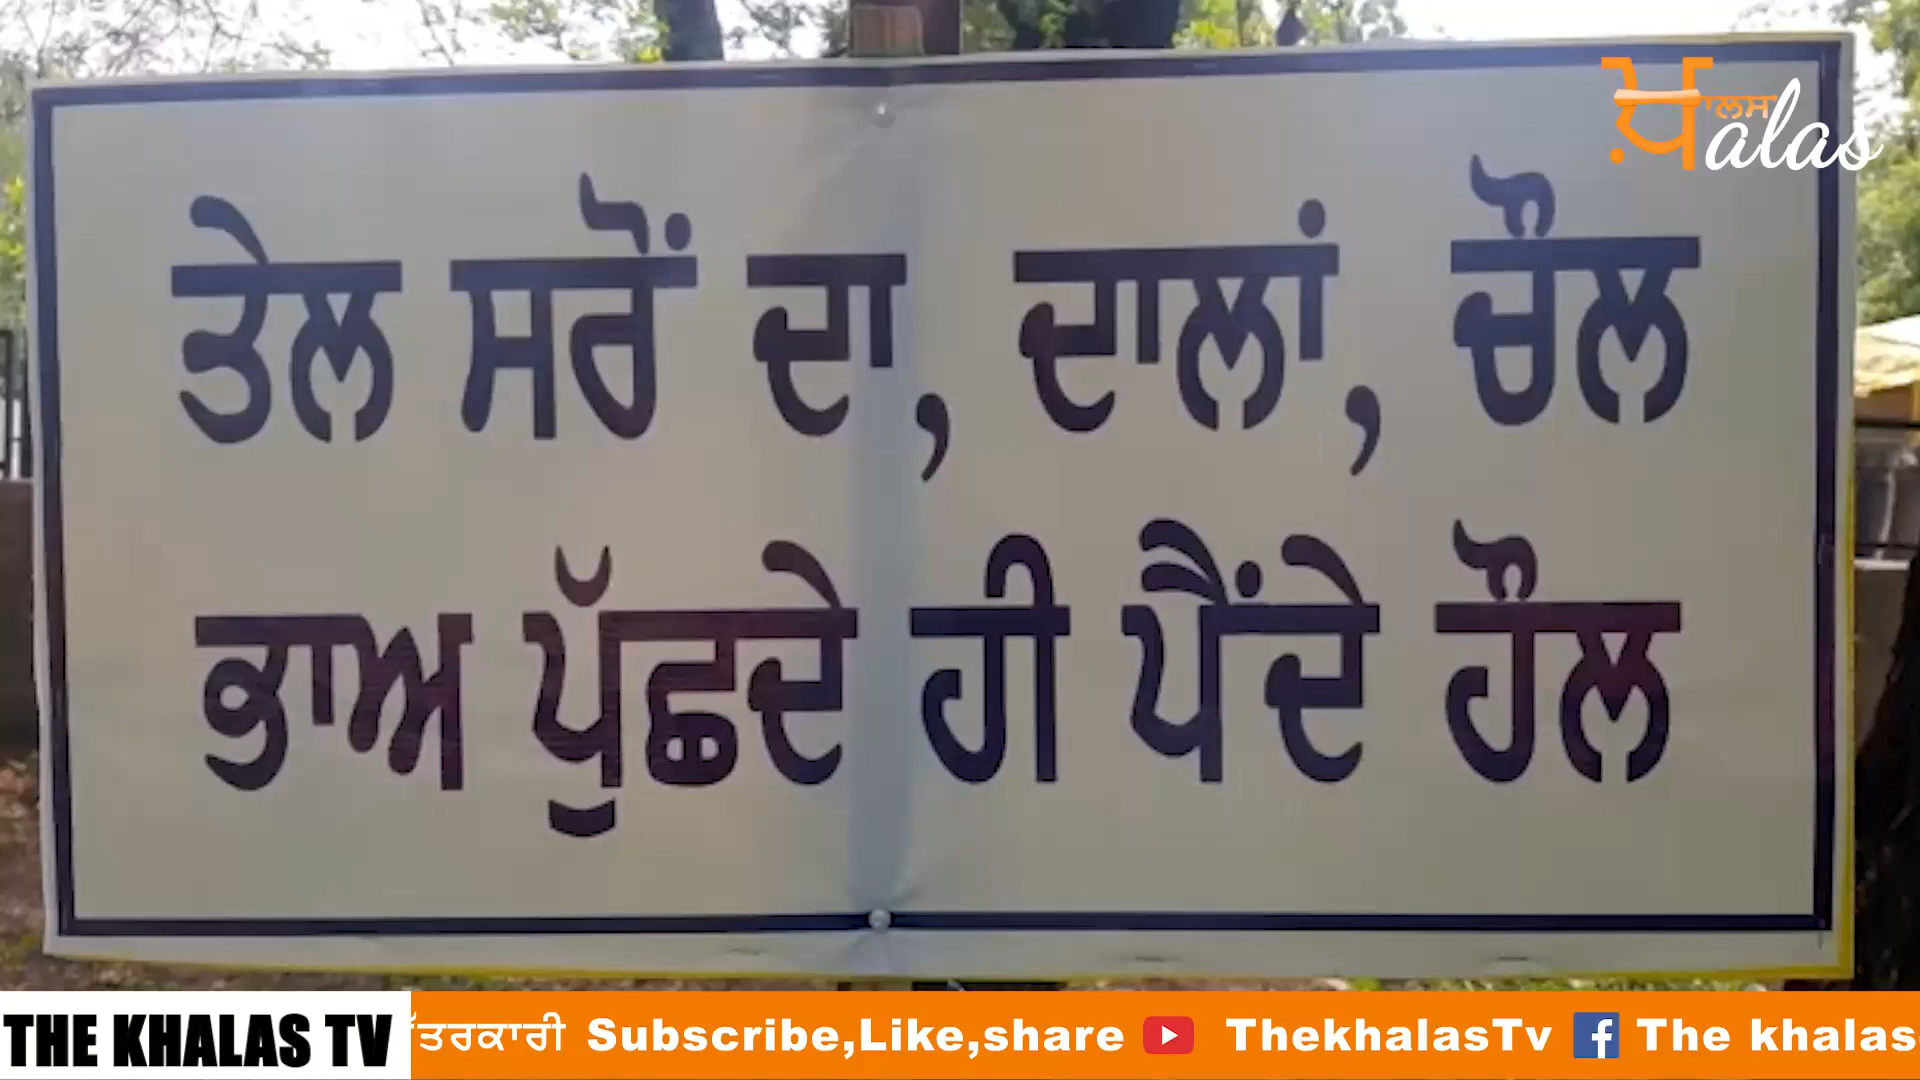 ਖ਼ਾਲਸ alas
ਤੇਲ ਸਰੋਂ ਦਾ, ਦਾਲਾਂ, ਚੌਲ
ਭਾਅ ਪੁੱਛਦੇ ਹੀ ਪੈਂਦੇ ਹੌਲ
THE KHALAS TV
ੱਤਰਕਾਰੀ Subscribe,Like,share ThekhalasTv The khalas